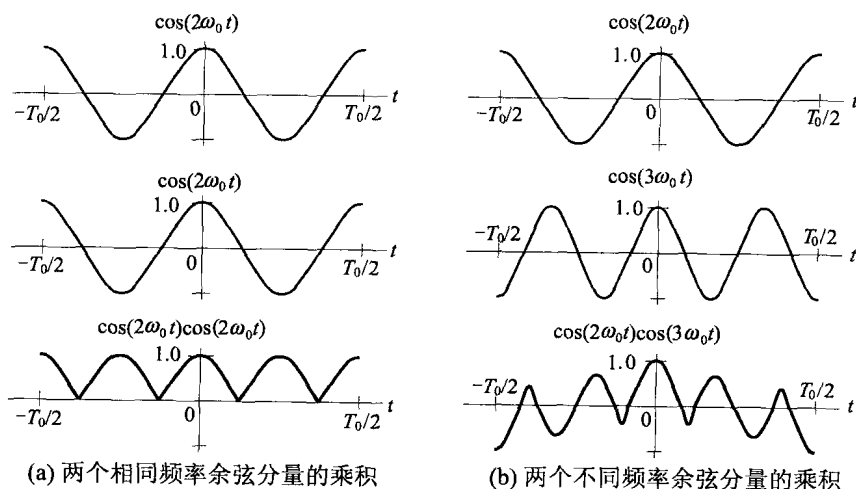 cos(2ω₀t)
1.0
0
−T₀/2
T₀/2
t
cos(2ω₀t)
1.0
0
−T₀/2
T₀/2
t
cos(2ω₀t)cos(2ω₀t)
1.0
0
−T₀/2
T₀/2
t
(a) 两个相同频率余弦分量的乘积
cos(2ω₀t)
1.0
0
−T₀/2
T₀/2
t
cos(3ω₀t)
1.0
0
−T₀/2
T₀/2
t
cos(2ω₀t)cos(3ω₀t)
1.0
0
−T₀/2
T₀/2
t
(b) 两个不同频率余弦分量的乘积